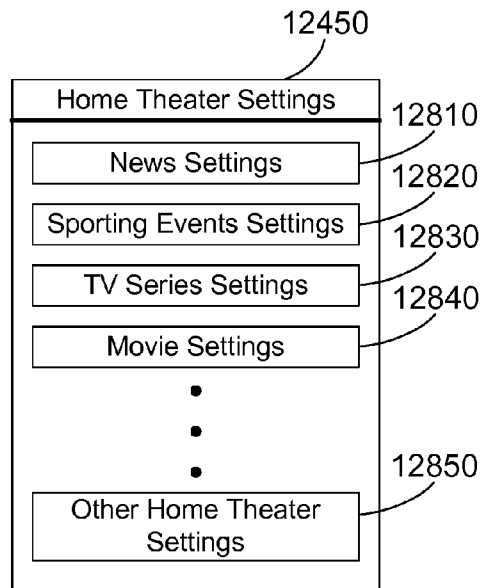 12450
Home Theater Settings
12810
News Settings
12820
Sporting Events Settings
12830
TV Series Settings
12840
Movie Settings
12850
Other Home Theater
Settings